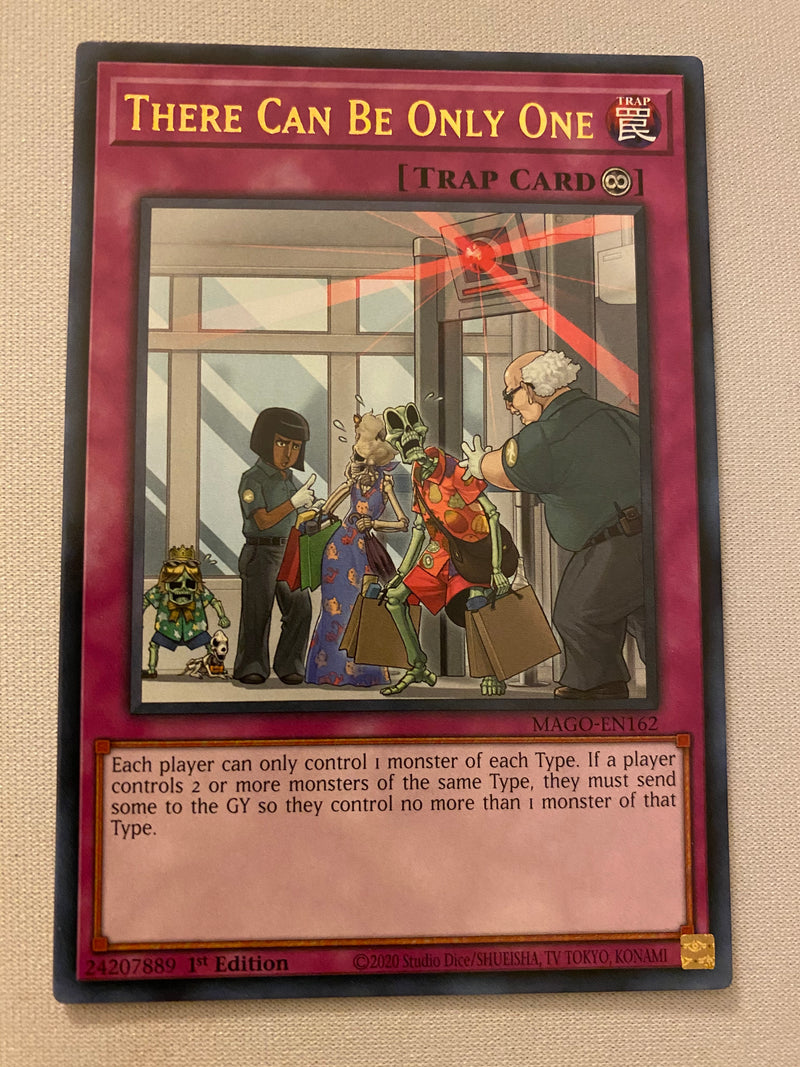 THERE CAN BE ONLY ONE
TRAP
罠
[TRAP CARD♾]
MAGO-EN162
Each player can only control 1 monster of each Type. If a player
controls 2 or more monsters of the same Type, they must send
some to the GY so they control no more than 1 monster of that
Type.
24207889 1st Edition ©2020 Studio Dice/SHUEISHA, TV TOKYO, KONAMI